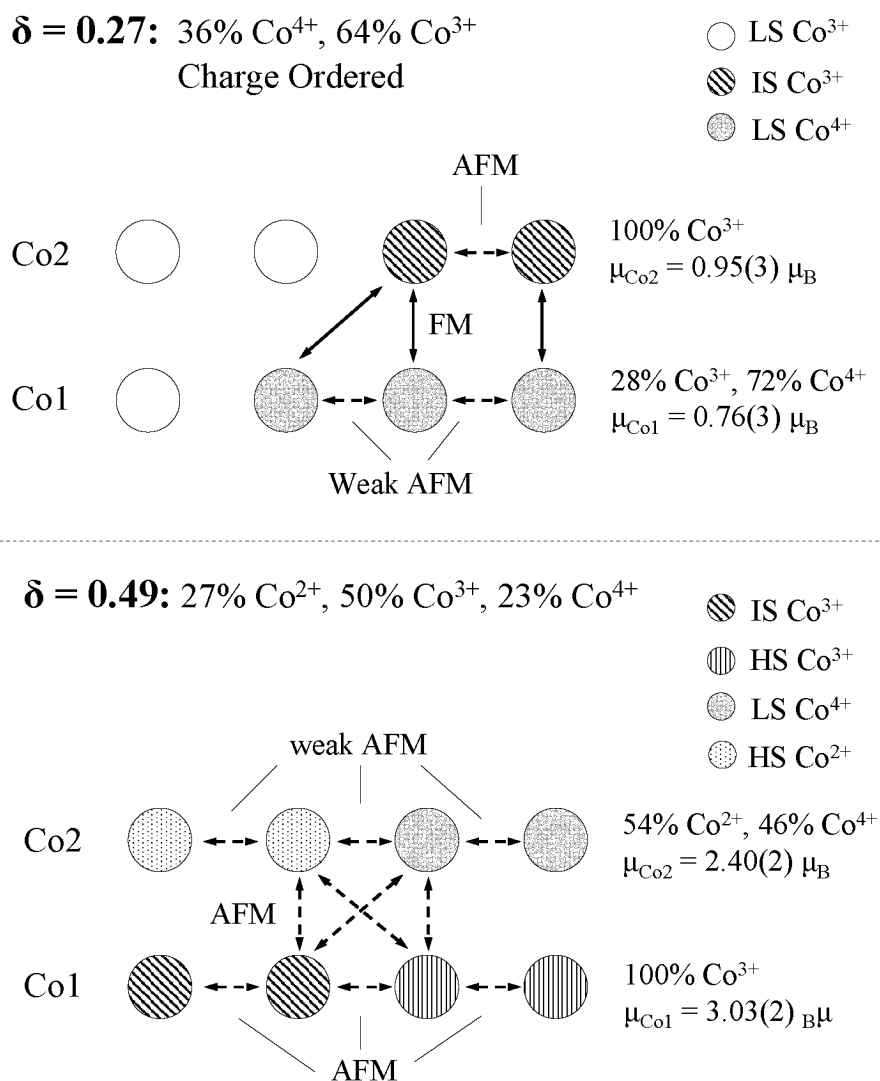 δ = 0.27: 36% Co⁴⁺, 64% Co³⁺
Charge Ordered
LS Co³⁺
IS Co³⁺
LS Co⁴⁺
AFM
Co2
100% Co³⁺
μCo2 = 0.95(3) μB
FM
Co1
28% Co³⁺, 72% Co⁴⁺
μCo1 = 0.76(3) μB
Weak AFM
δ = 0.49: 27% Co²⁺, 50% Co³⁺, 23% Co⁴⁺
IS Co³⁺
HS Co³⁺
LS Co⁴⁺
HS Co²⁺
weak AFM
Co2
54% Co²⁺, 46% Co⁴⁺
μCo2 = 2.40(2) μB
AFM
Co1
100% Co³⁺
μCo1 = 3.03(2) Bμ
AFM